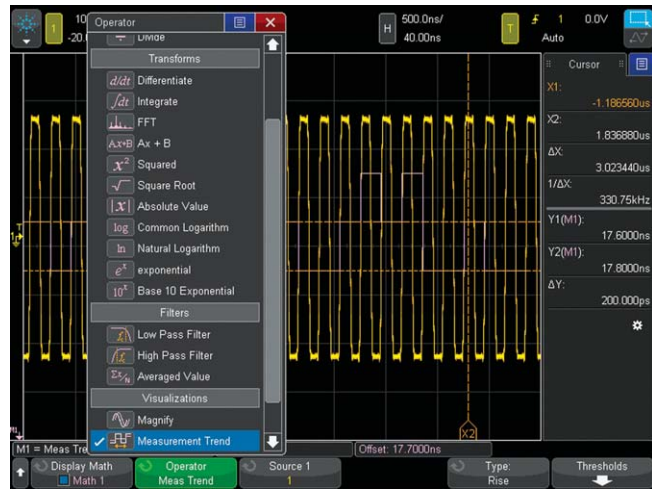 1
10
-20.
Operator
H
500.0ns/
40.00ns
T
1
0.0V
Auto
Divide
Transforms
d/dt Differentiate
∫dt Integrate
FFT
Ax+B Ax + B
x² Squared
√ Square Root
|x| Absolute Value
log Common Logarithm
ln Natural Logarithm
eˣ exponential
10ˣ Base 10 Exponential
Filters
Low Pass Filter
High Pass Filter
Σx/N Averaged Value
Visualizations
Magnify
Measurement Trend
Cursor
X1:
-1.186560us
X2:
1.836880us
ΔX:
3.023440us
1/ΔX:
330.75kHz
Y1(M1):
17.6000ns
Y2(M1):
17.8000ns
ΔY:
200.000ps
T
1
M1
X2
M1 = Meas Tre
Offset: 17.7000ns
Display Math
Math 1
Operator
Meas Trend
Source 1
1
Type:
Rise
Thresholds